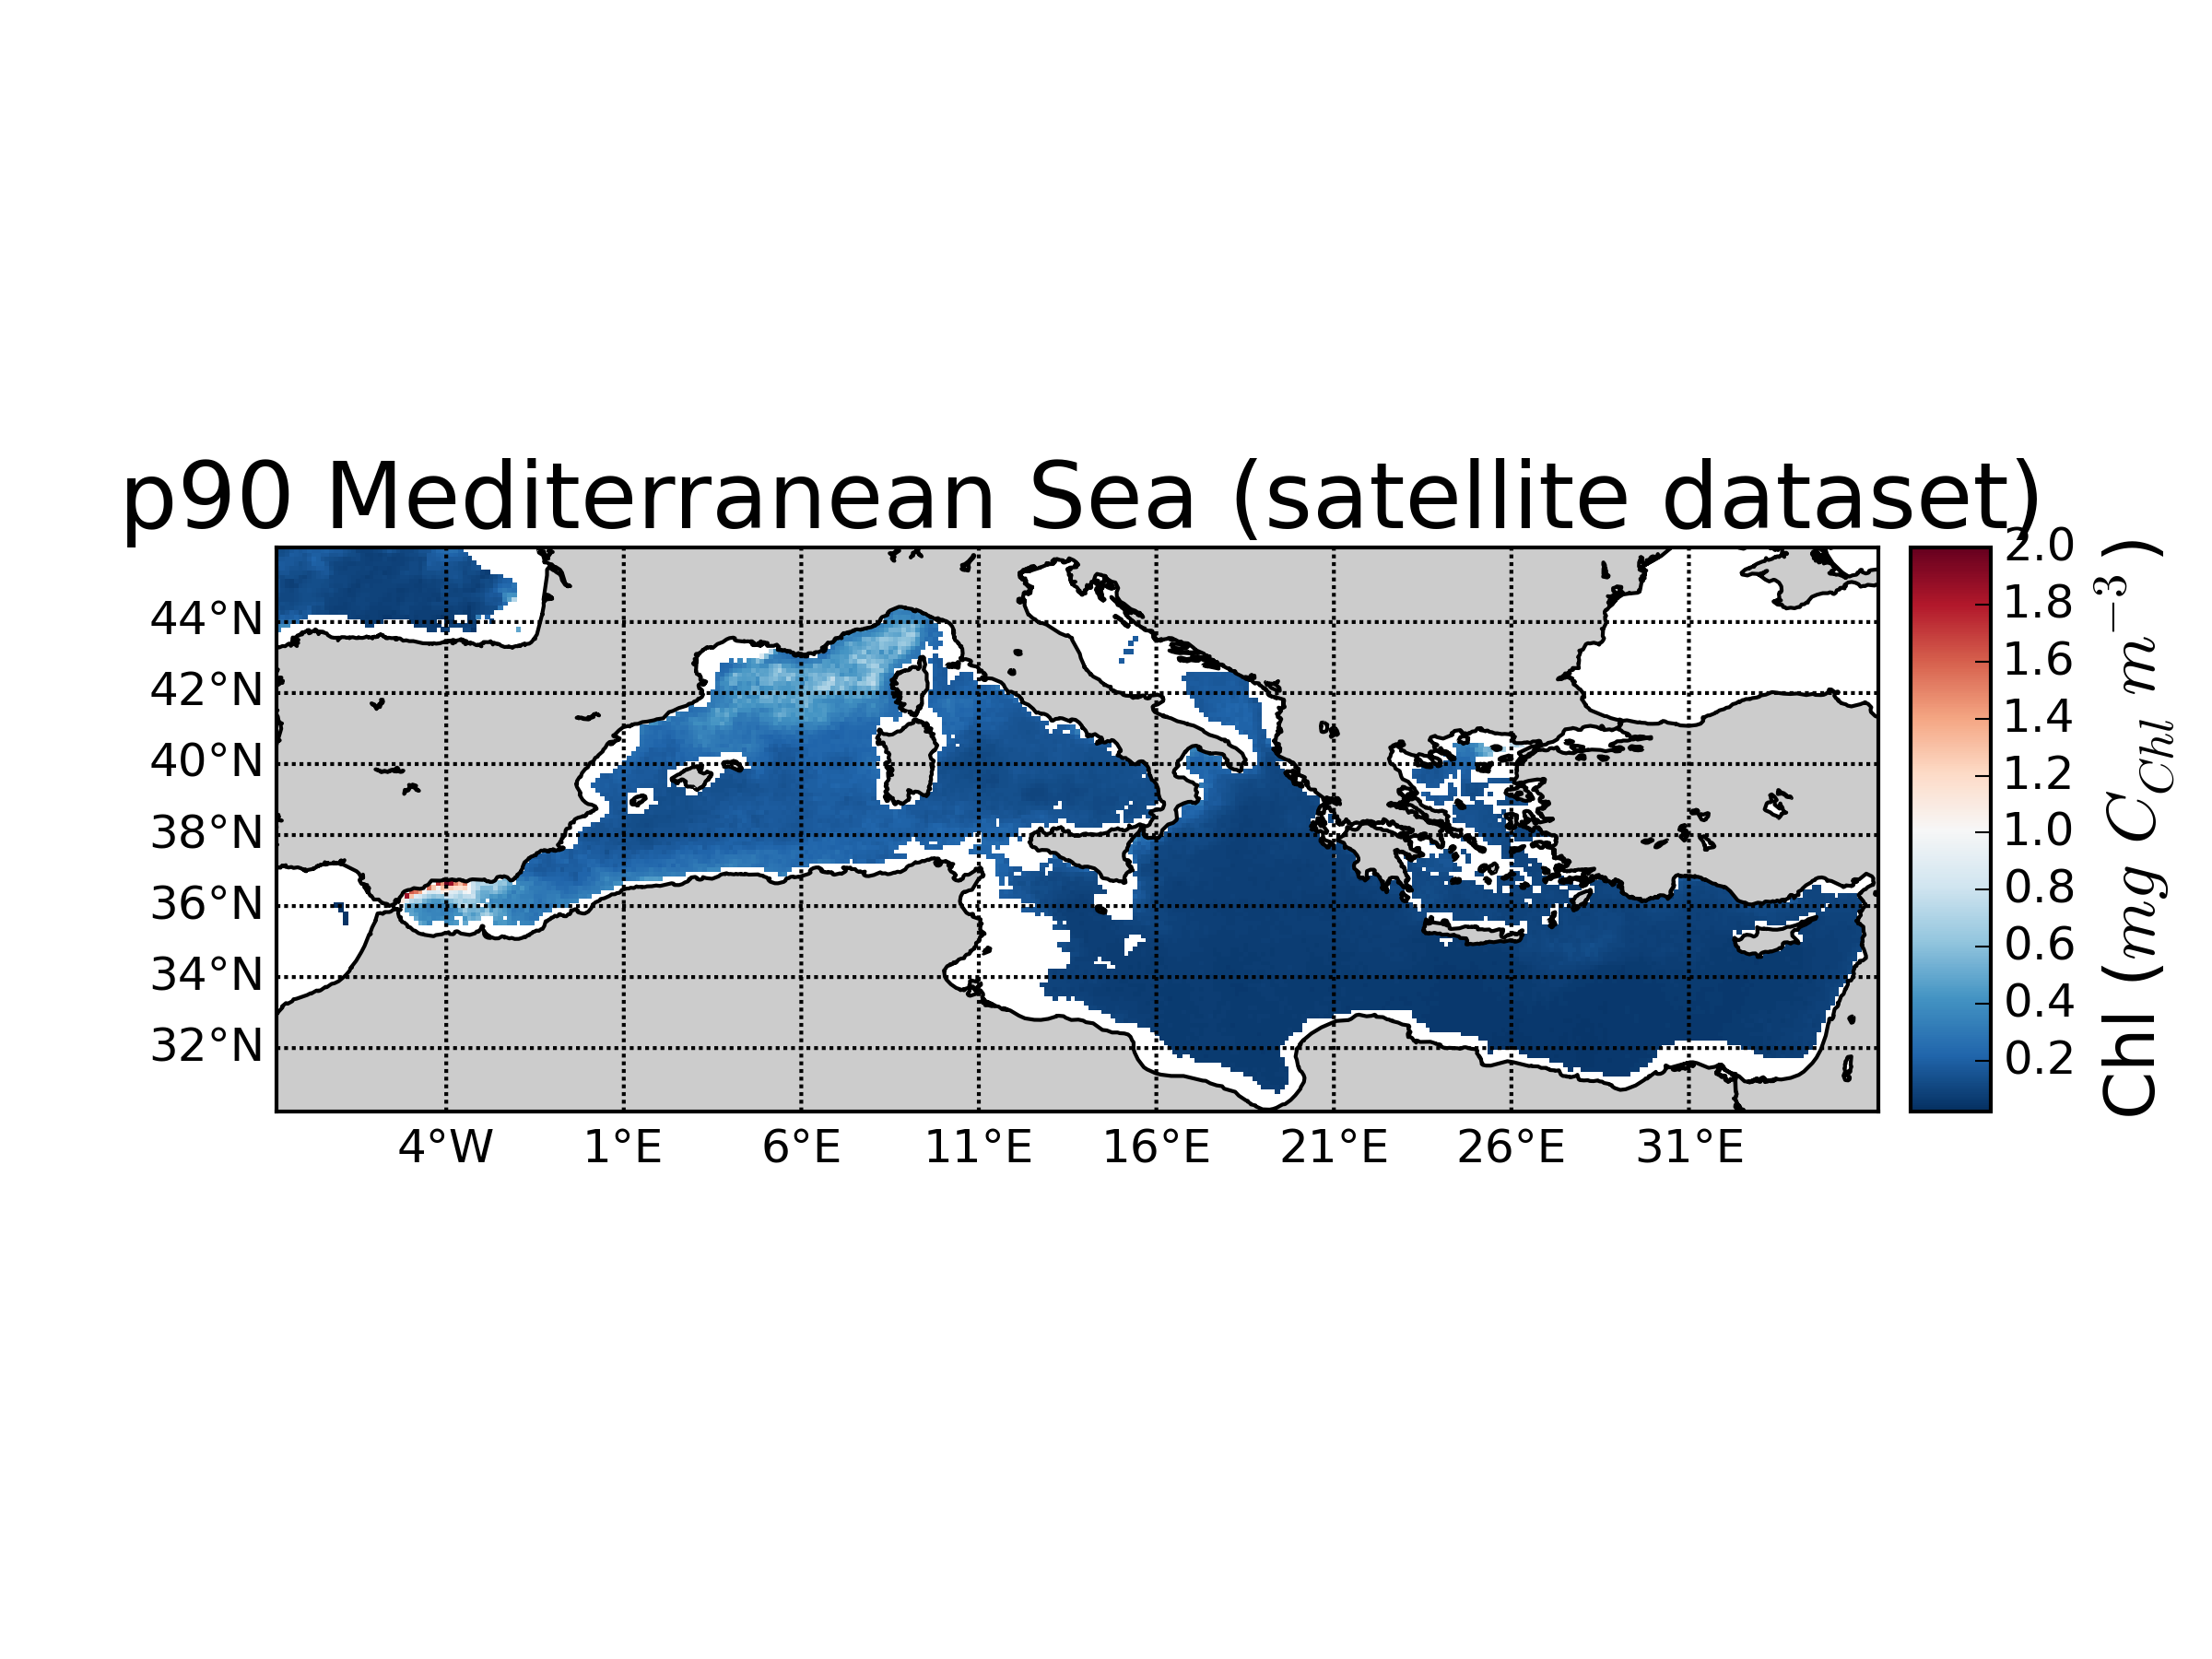 p90 Mediterranean Sea (satellite dataset)
44°N
42°N
40°N
38°N
36°N
34°N
32°N
4°W 1°E 6°E 11°E 16°E 21°E 26°E 31°E
2.0
1.8
1.6
1.4
1.2
1.0
0.8
0.6
0.4
0.2
Chl (mg C_{Chl} m^{-3})